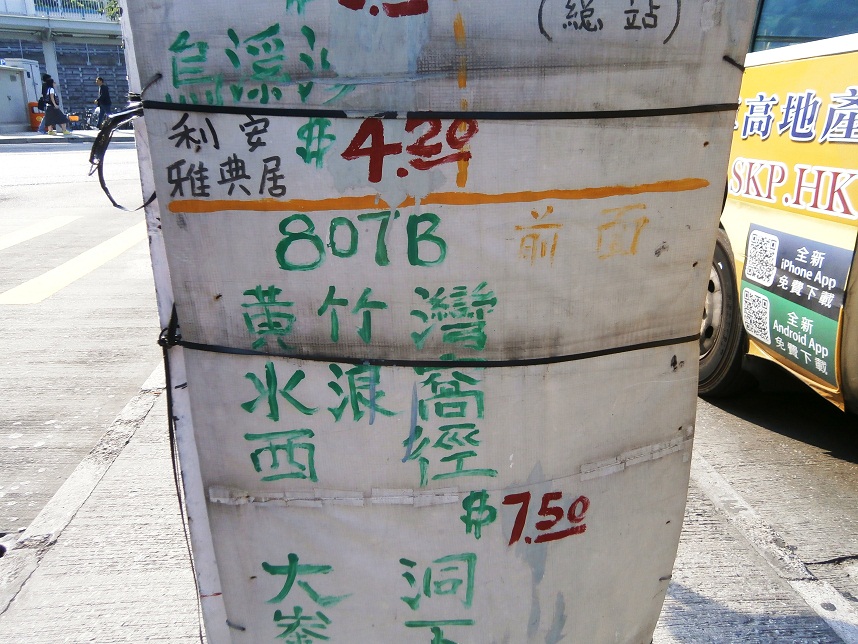 (總站)
烏溪沙
利安 $4.20
雅典居
807B 前面
黃竹灣
水浪窩
西徑
$7.50
大洞
高地產
SKP.HK
全新
iPhone App
免費下載
全新
Android App
免費下載